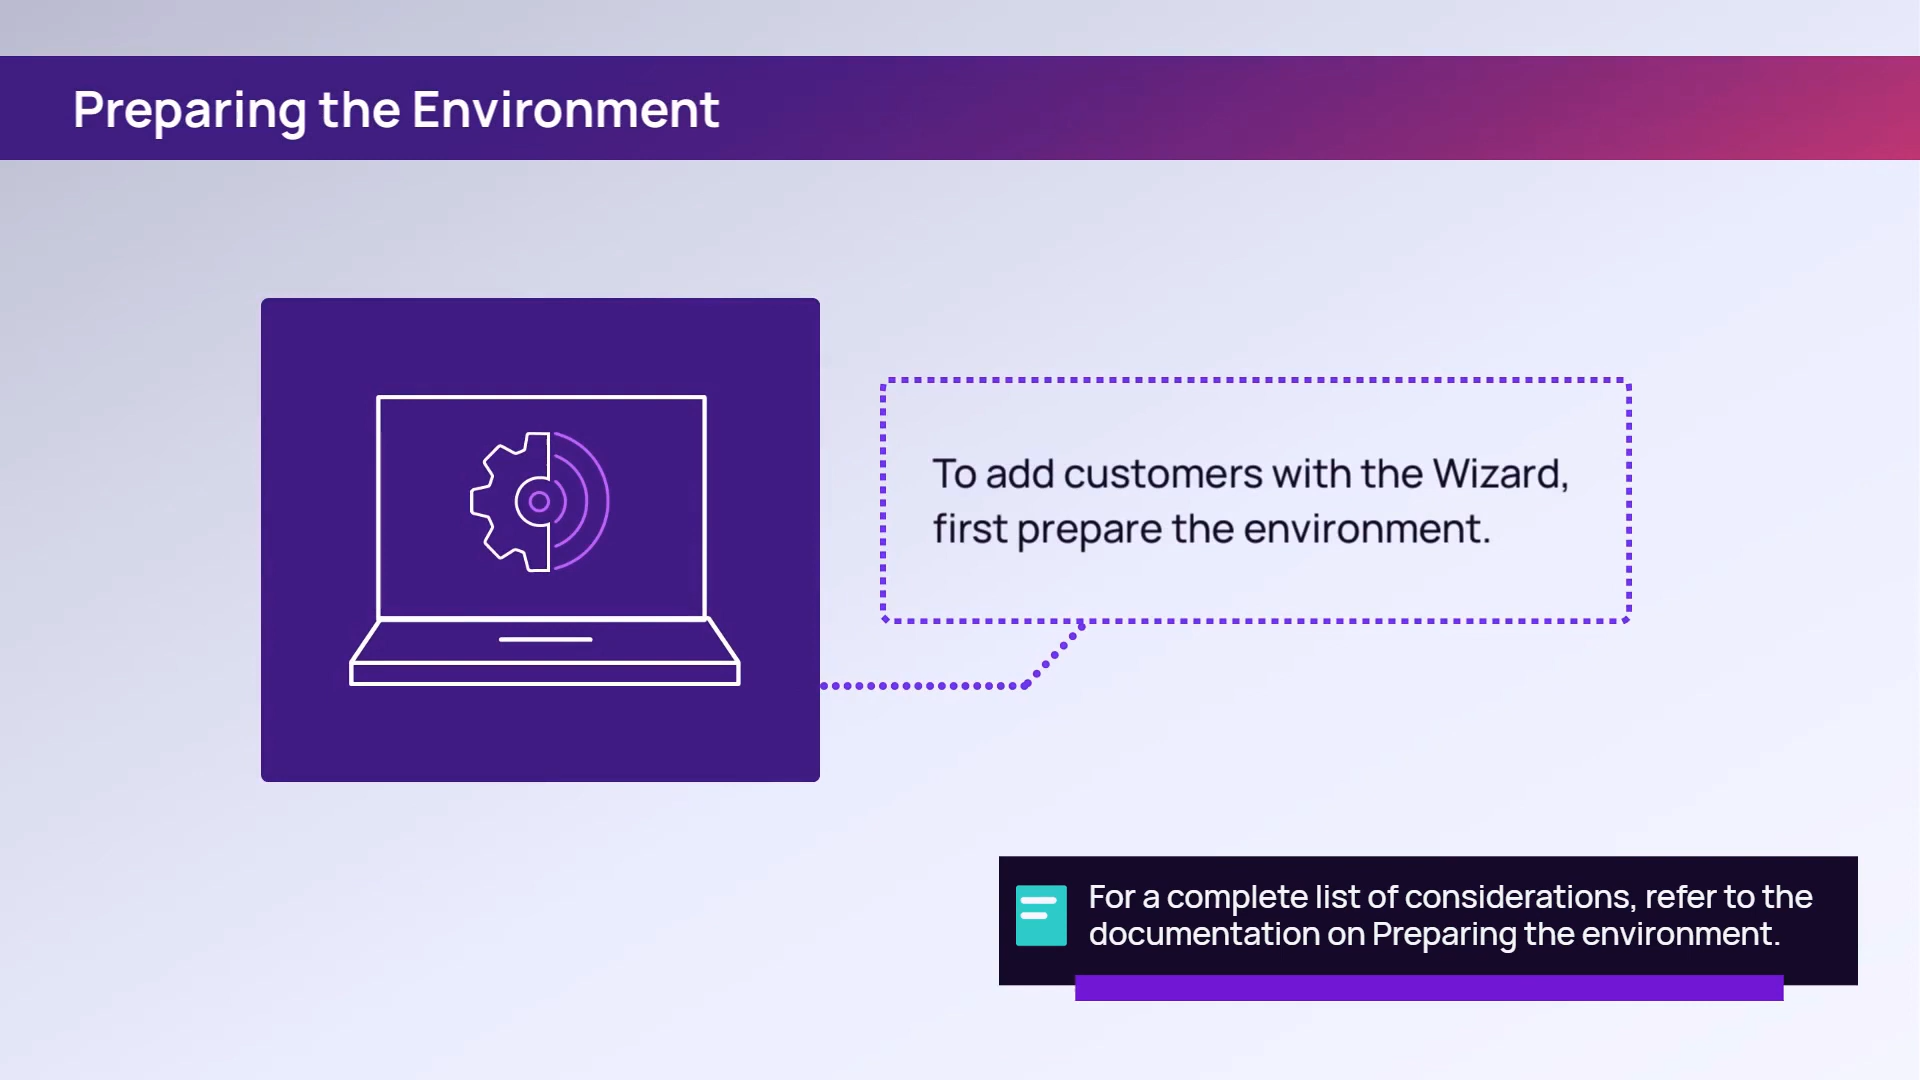 Preparing the Environment
To add customers with the Wizard,
first prepare the environment.
For a complete list of considerations, refer to the
documentation on Preparing the environment.